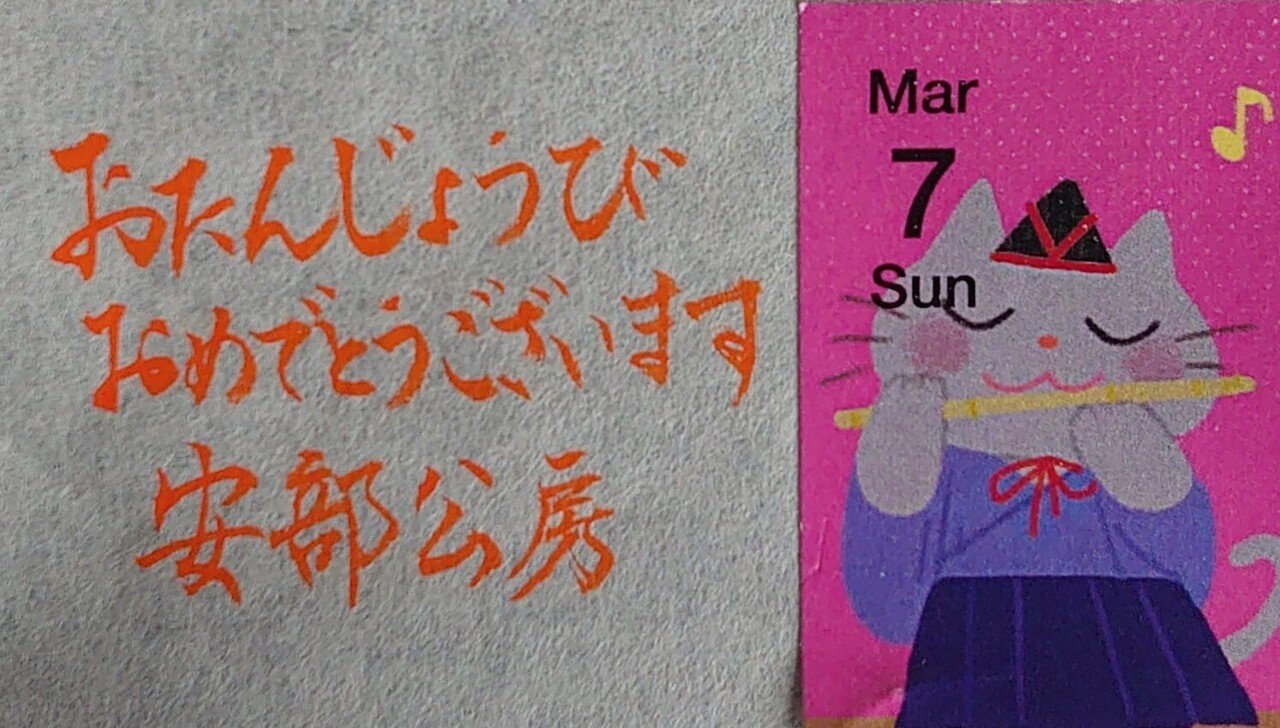 おたんじょうび
おめでとうございます
安部公房
Mar
7
Sun